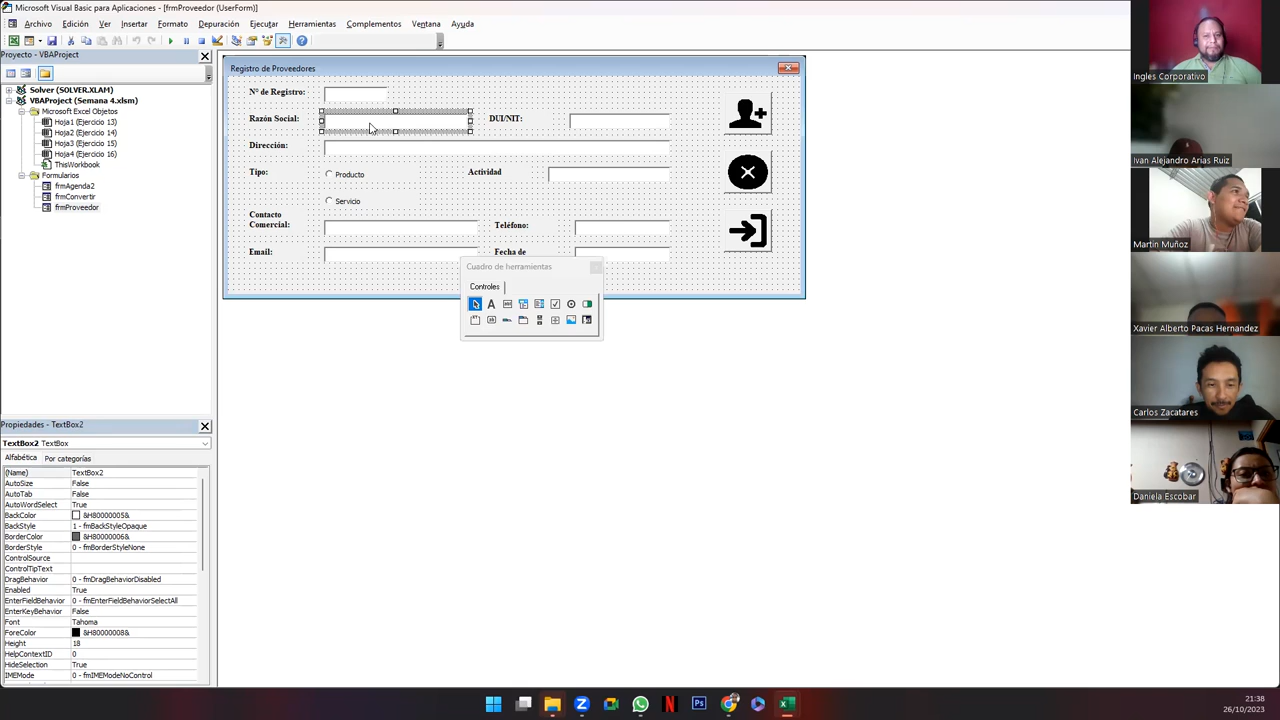 Microsoft Visual Basic para Aplicaciones - [frmProveedor (UserForm)]
Archivo Edición Ver Insertar Formato Depuración Ejecutar Herramientas Complementos Ventana Ayuda
Proyecto - VBAProject
Solver (SOLVER.XLAM)
VBAProject (Semana 4.xlsm)
Microsoft Excel Objetos
Hoja1 (Ejercicio 13)
Hoja2 (Ejercicio 14)
Hoja3 (Ejercicio 15)
Hoja4 (Ejercicio 16)
ThisWorkbook
Formularios
frmAgenda2
frmConvertir
frmProveedor
Propiedades - TextBox2
TextBox2 TextBox
Alfabética Por categorías
(Name) TextBox2
AutoSize False
AutoTab False
AutoWordSelect True
BackColor &H80000005&
BackStyle 1 - fmBackStyleOpaque
BorderColor &H80000006&
BorderStyle 0 - fmBorderStyleNone
ControlSource
ControlTipText
DragBehavior 0 - fmDragBehaviorDisabled
Enabled True
EnterFieldBehavior 0 - fmEnterFieldBehaviorSelectAll
EnterKeyBehavior False
Font Tahoma
ForeColor &H80000008&
Height 18
HelpContextID 0
HideSelection True
IMEMode 0 - fmIMEModeNoControl
Registro de Proveedores
N° de Registro:
Razón Social: DUI/NIT:
Dirección:
Tipo: Producto Actividad
Servicio
Contacto
Comercial: Teléfono:
Email: Fecha de
Cuadro de herramientas
Controles
Ingles Corporativo
Ivan Alejandro Arias Ruiz
Martin Muñoz
Xavier Alberto Pacas Hernandez
Carlos Zacatares
Daniela Escobar
21:38
26/10/2023